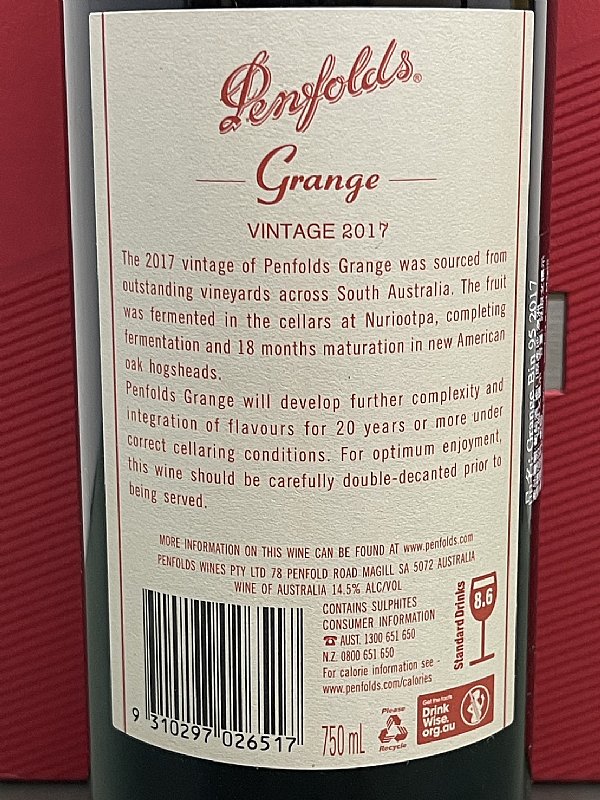 Penfolds®
Grange
VINTAGE 2017
The 2017 vintage of Penfolds Grange was sourced from
outstanding vineyards across South Australia. The fruit
was fermented in the cellars at Nuriootpa, completing
fermentation and 18 months maturation in new American
oak hogsheads.
Penfolds Grange will develop further complexity and
integration of flavours for 20 years or more under
correct cellaring conditions. For optimum enjoyment,
this wine should be carefully double-decanted prior to
being served.
MORE INFORMATION ON THIS WINE CAN BE FOUND AT www.penfolds.com
PENFOLDS WINES PTY LTD 78 PENFOLD ROAD MAGILL SA 5072 AUSTRALIA
WINE OF AUSTRALIA 14.5% ALC/VOL
CONTAINS SULPHITES
CONSUMER INFORMATION
☎ AUST. 1300 651 650
N.Z. 0800 651 650
For calorie information see -
www.penfolds.com/calories
Standard Drinks
8.6
9 310297 026517
750 mL
Please
Recycle
Get the facts
Drink
Wise.
org.au
Grange Bin 95 2017